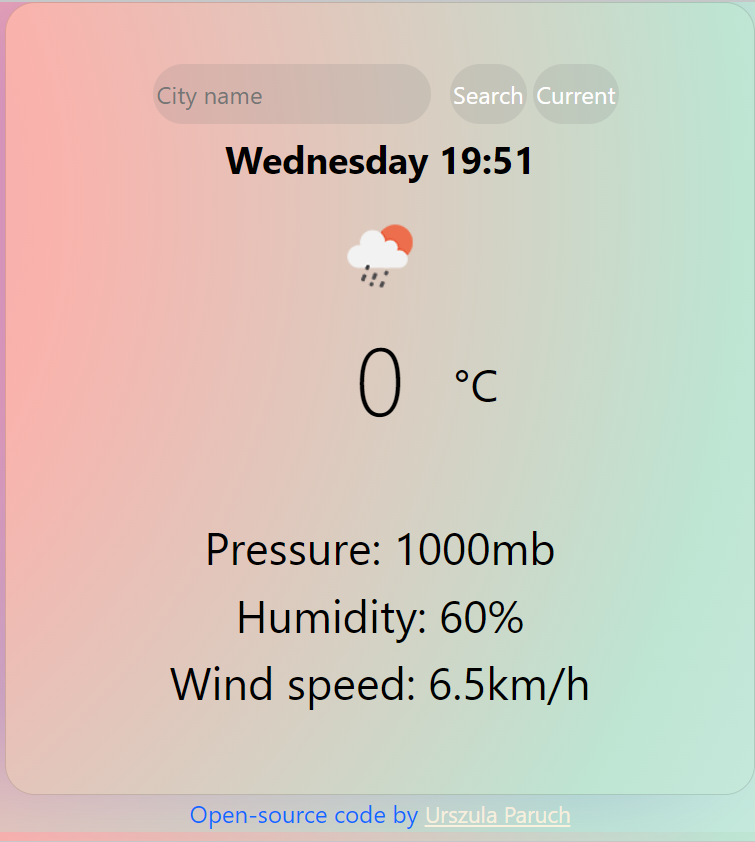 City name Search Current
Wednesday 19:51
0 °C
Pressure: 1000mb
Humidity: 60%
Wind speed: 6.5km/h
Open-source code by Urszula Paruch